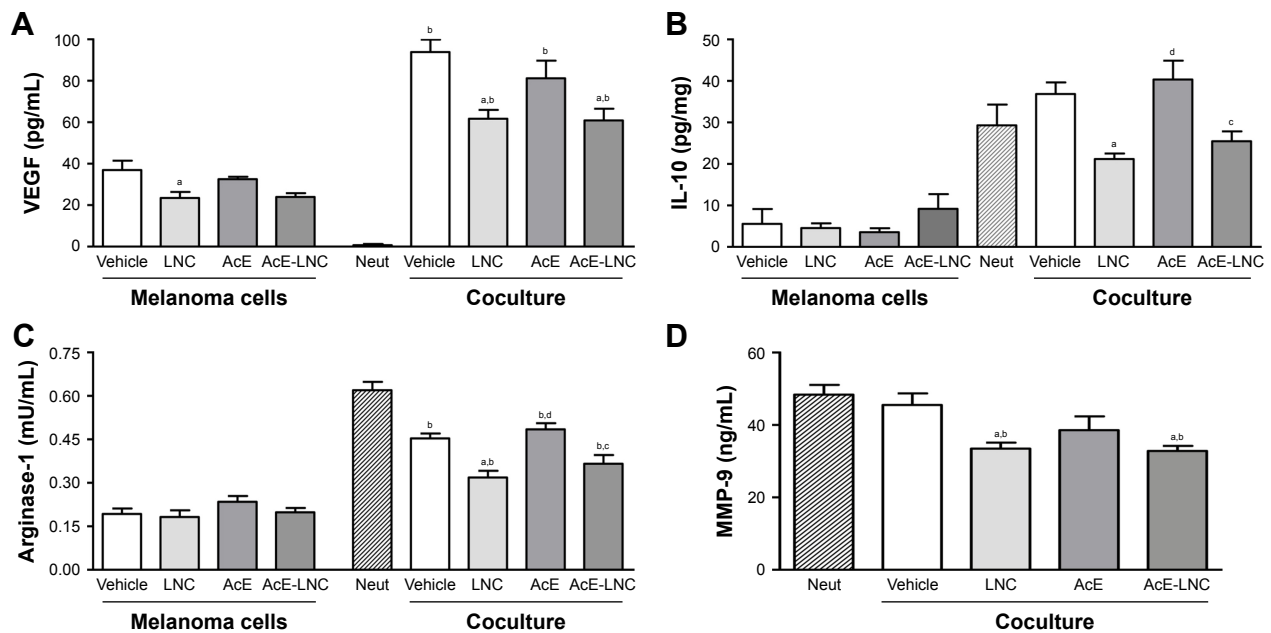 A
VEGF (pg/mL)
100
80
60
40
20
0
b
a,b
b
a,b
a
Vehicle LNC AcE AcE-LNC Neut Vehicle LNC AcE AcE-LNC
Melanoma cells Coculture
B
IL-10 (pg/mg)
50
40
30
20
10
0
d
a
c
Vehicle LNC AcE AcE-LNC Neut Vehicle LNC AcE AcE-LNC
Melanoma cells Coculture
C
Arginase-1 (mU/mL)
0.75
0.60
0.45
0.30
0.15
0.00
b
a,b
b,d
b,c
Vehicle LNC AcE AcE-LNC Neut Vehicle LNC AcE AcE-LNC
Melanoma cells Coculture
D
MMP-9 (ng/mL)
60
40
20
0
a,b
a,b
Neut Vehicle LNC AcE AcE-LNC
Coculture